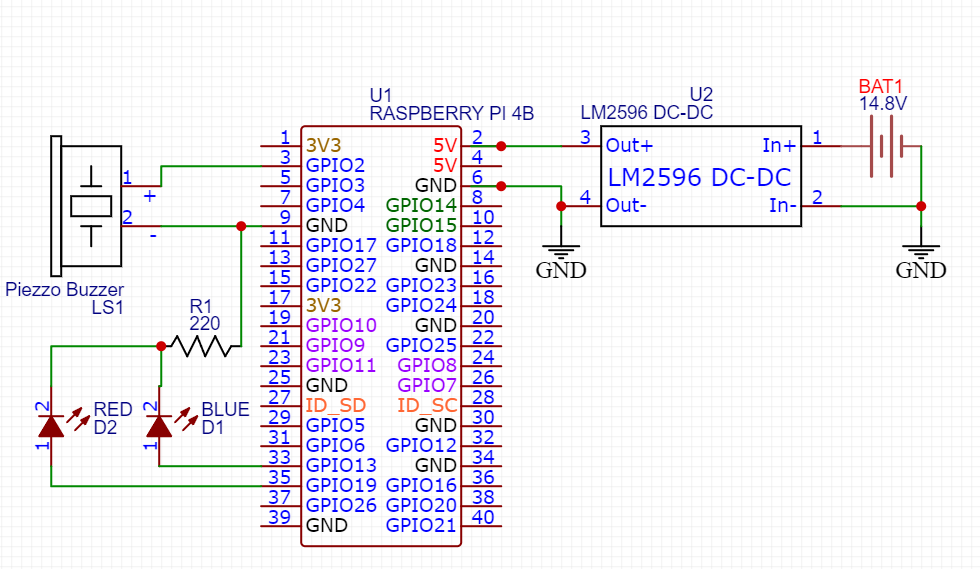 U1
RASPBERRY PI 4B
U2
LM2596 DC-DC
BAT1
14.8V
1 3V3 5V 2
3 GPIO2 5V 4
5 GPIO3 GND 6
7 GPIO4 GPIO14 8
9 GND GPIO15 10
11 GPIO17 GPIO18 12
13 GPIO27 GND 14
15 GPIO22 GPIO23 16
17 3V3 GPIO24 18
19 GPIO10 GND 20
21 GPIO9 GPIO25 22
23 GPIO11 GPIO8 24
25 GND GPIO7 26
27 ID_SD ID_SC 28
29 GPIO5 GND 30
31 GPIO6 GPIO12 32
33 GPIO13 GND 34
35 GPIO19 GPIO16 36
37 GPIO26 GPIO20 38
39 GND GPIO21 40
3 Out+ In+ 1
LM2596 DC-DC
4 Out- In- 2
GND
GND
1
+
2
-
Piezzo Buzzer
LS1
R1
220
2
RED
D2
1
2
BLUE
D1
1